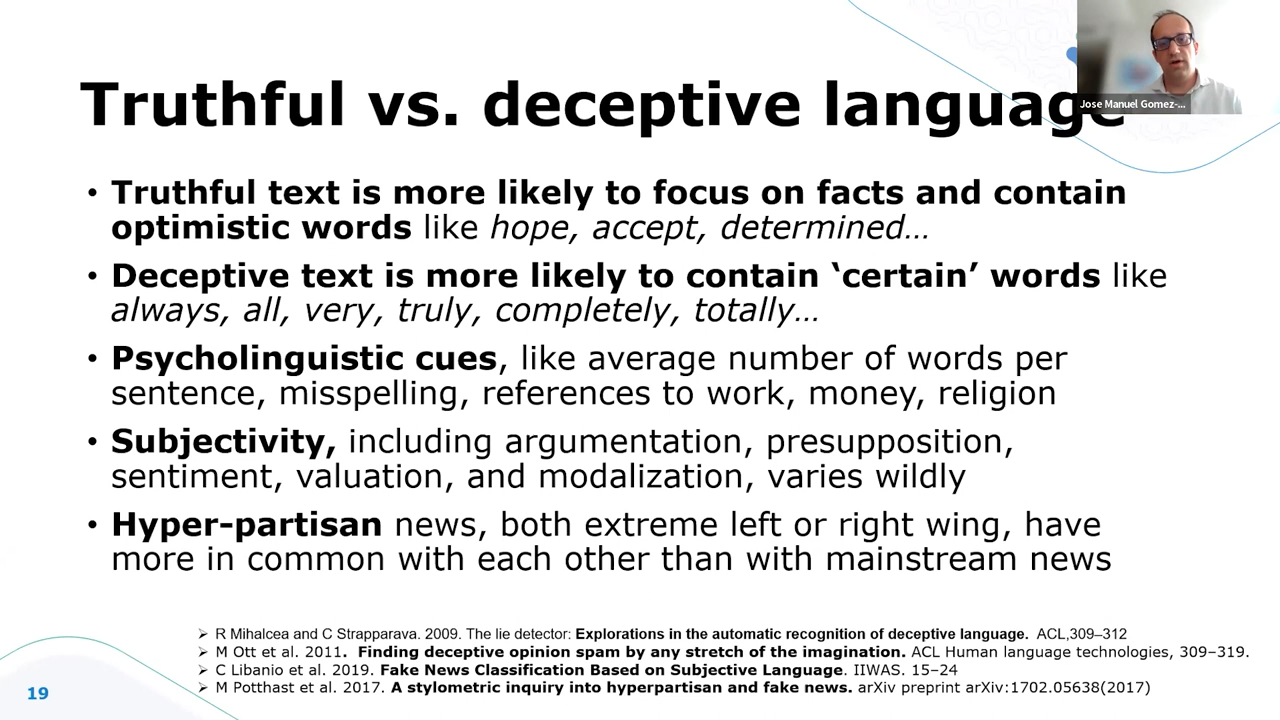 Truthful vs. deceptive language
Jose Manuel Gomez-...
• Truthful text is more likely to focus on facts and contain
optimistic words like hope, accept, determined…
• Deceptive text is more likely to contain ‘certain’ words like
always, all, very, truly, completely, totally…
• Psycholinguistic cues, like average number of words per
sentence, misspelling, references to work, money, religion
• Subjectivity, including argumentation, presupposition,
sentiment, valuation, and modalization, varies wildly
• Hyper-partisan news, both extreme left or right wing, have
more in common with each other than with mainstream news
➢ R Mihalcea and C Strapparava. 2009. The lie detector: Explorations in the automatic recognition of deceptive language. ACL,309–312
➢ M Ott et al. 2011. Finding deceptive opinion spam by any stretch of the imagination. ACL Human language technologies, 309–319.
➢ C Libanio et al. 2019. Fake News Classification Based on Subjective Language. IIWAS. 15–24
➢ M Potthast et al. 2017. A stylometric inquiry into hyperpartisan and fake news. arXiv preprint arXiv:1702.05638(2017)
19